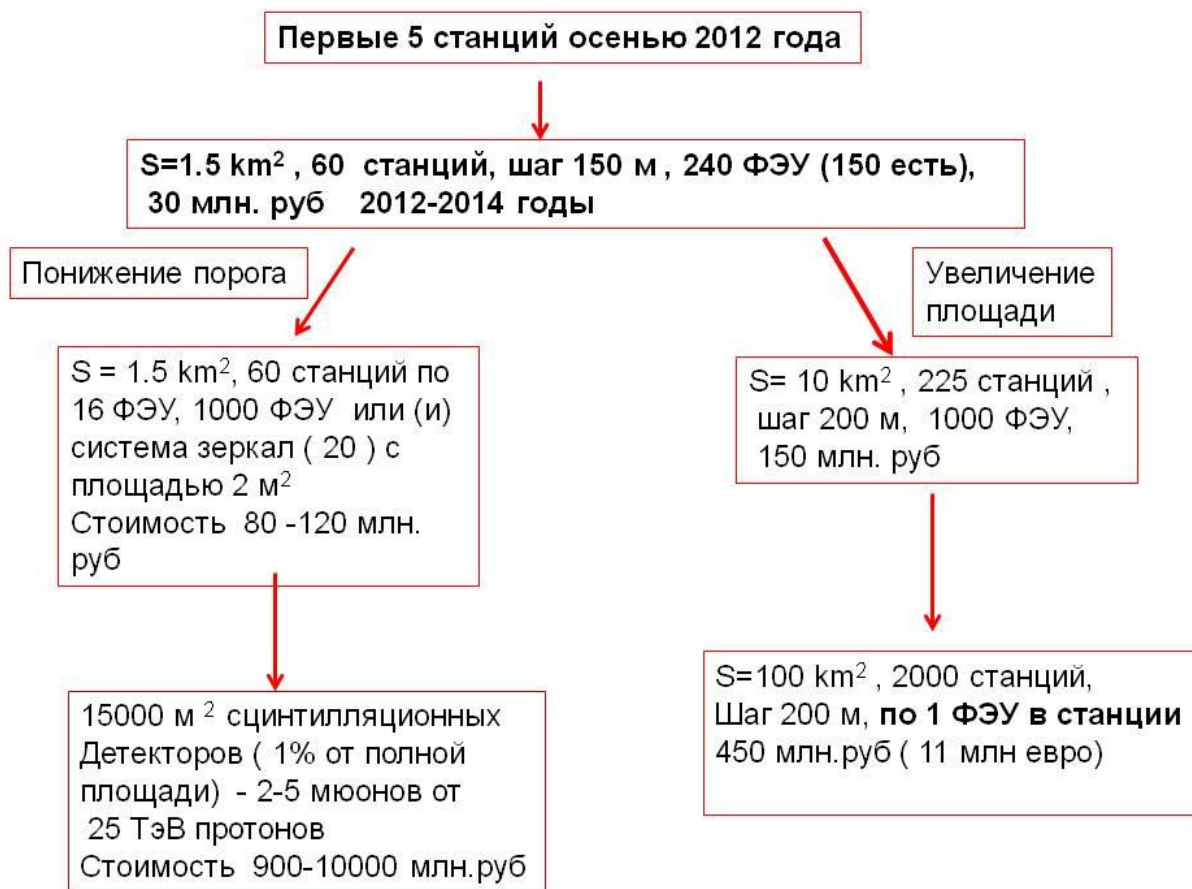 Первые 5 станций осенью 2012 года
S=1.5 km² , 60 станций, шаг 150 м , 240 ФЭУ (150 есть),
30 млн. руб 2012-2014 годы
Понижение порога
Увеличение
площади
S = 1.5 km², 60 станций по
16 ФЭУ, 1000 ФЭУ или (и)
система зеркал ( 20 ) с
площадью 2 м²
Стоимость 80 -120 млн.
руб
S= 10 km² , 225 станций ,
шаг 200 м, 1000 ФЭУ,
150 млн. руб
15000 м ² сцинтилляционных
Детекторов ( 1% от полной
площади) - 2-5 мюонов от
25 ТэВ протонов
Стоимость 900-10000 млн.руб
S=100 km² , 2000 станций,
Шаг 200 м, по 1 ФЭУ в станции
450 млн.руб ( 11 млн евро)